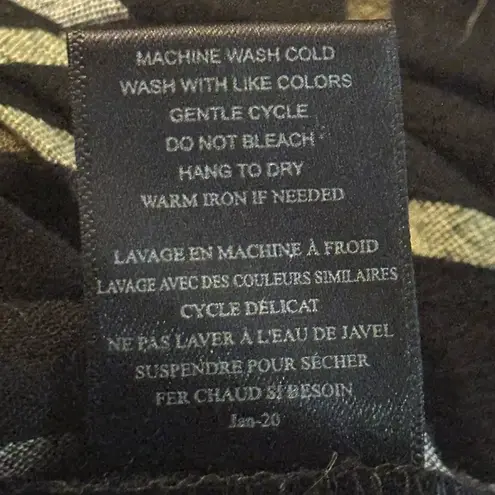 MACHINE WASH COLD
WASH WITH LIKE COLORS
GENTLE CYCLE
DO NOT BLEACH
HANG TO DRY
WARM IRON IF NEEDED
LAVAGE EN MACHINE À FROID
LAVAGE AVEC DES COULEURS SIMILAIRES
CYCLE DÉLICAT
NE PAS LAVER À L'EAU DE JAVEL
SUSPENDRE POUR SÉCHER
FER CHAUD SI BESOIN
Jan-20